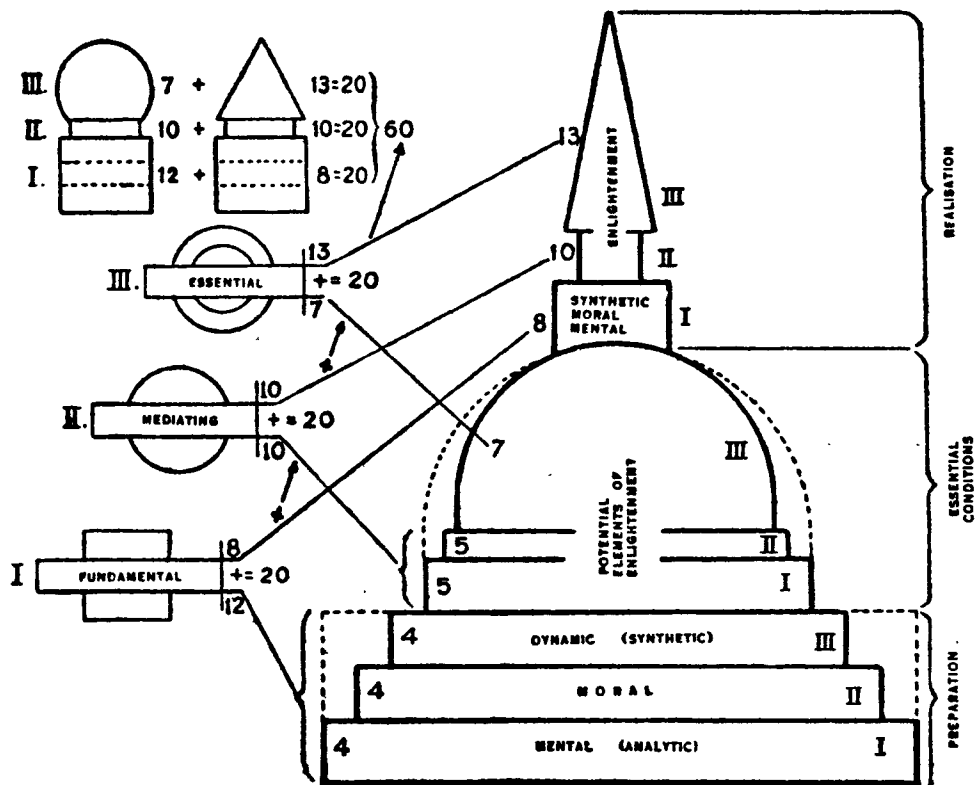 III. 7 + 13=20
II. 10 + 10=20 60
I. 12 + 8=20
13
III. ESSENTIAL += 20
7
10
II. MEDIATING += 20
10
8
I FUNDAMENTAL += 20
12
13
10
8
7
ENLIGHTENMENT
III
II
SYNTHETIC
MORAL
MENTAL
I
REALISATION
III
POTENTIAL
ELEMENTS OF
ENLIGHTENMENT
5 II
5 I
ESSENTIAL
CONDITIONS
4 DYNAMIC (SYNTHETIC) III
4 MORAL II
4 MENTAL (ANALYTIC) I
PREPARATION